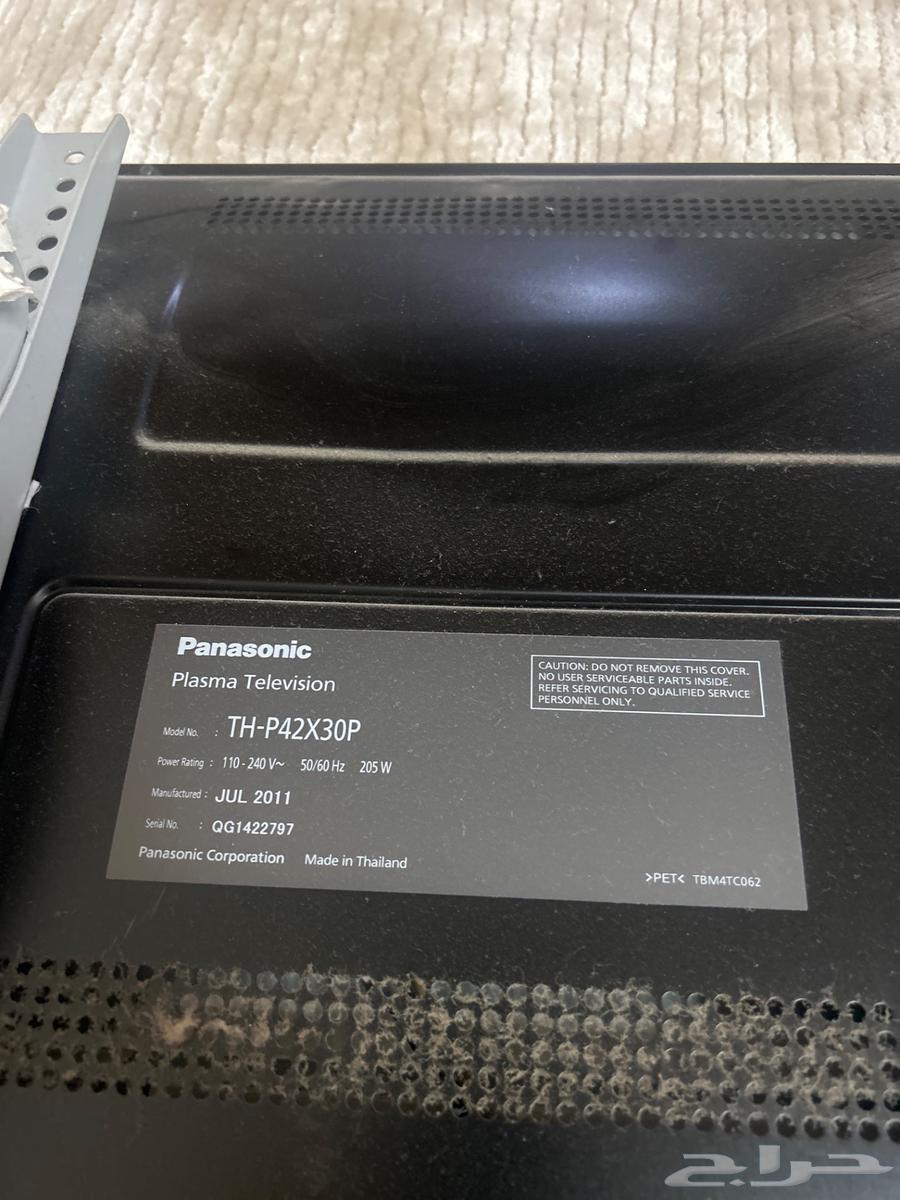 Panasonic
Plasma Television
CAUTION: DO NOT REMOVE THIS COVER.
NO USER SERVICEABLE PARTS INSIDE.
REFER SERVICING TO QUALIFIED SERVICE
PERSONNEL ONLY.
Model No. : TH-P42X30P
Power Rating : 110 - 240 V~ 50/60 Hz 205 W
Manufactured : JUL 2011
Serial No. : QG1422797
Panasonic Corporation Made in Thailand
>PET< TBM4TC062
حراج